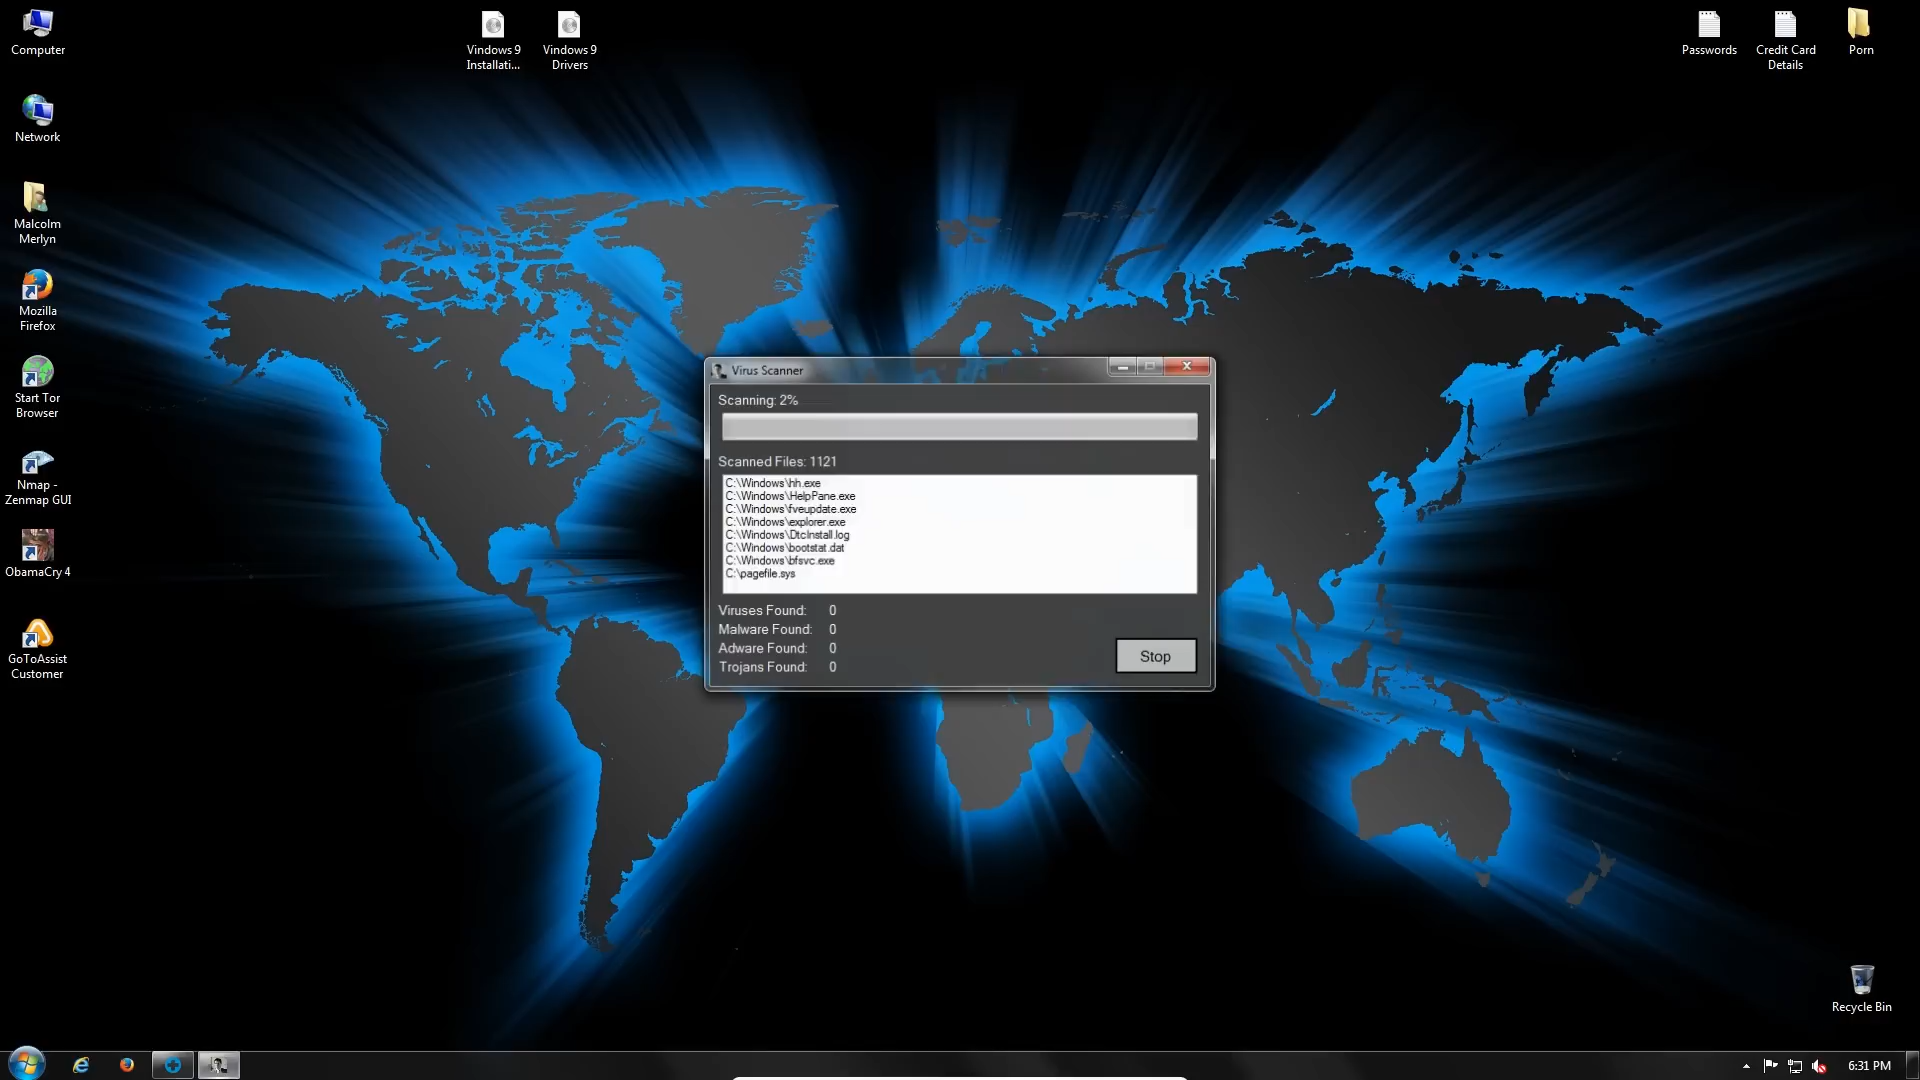 Computer
Vindows 9
Installati...
Vindows 9
Drivers
Passwords
Credit Card
Details
Porn
Network
Malcolm
Merlyn
Mozilla
Firefox
Start Tor
Browser
Nmap -
Zenmap GUI
ObamaCry 4
GoToAssist
Customer
Virus Scanner
Scanning: 2%
Scanned Files: 1121
C:\Windows\hh.exe
C:\Windows\HelpPane.exe
C:\Windows\fveupdate.exe
C:\Windows\explorer.exe
C:\Windows\DtcInstall.log
C:\Windows\bootstat.dat
C:\Windows\bfsvc.exe
C:\pagefile.sys
Viruses Found: 0
Malware Found: 0
Adware Found: 0
Trojans Found: 0
Stop
Recycle Bin
6:31 PM